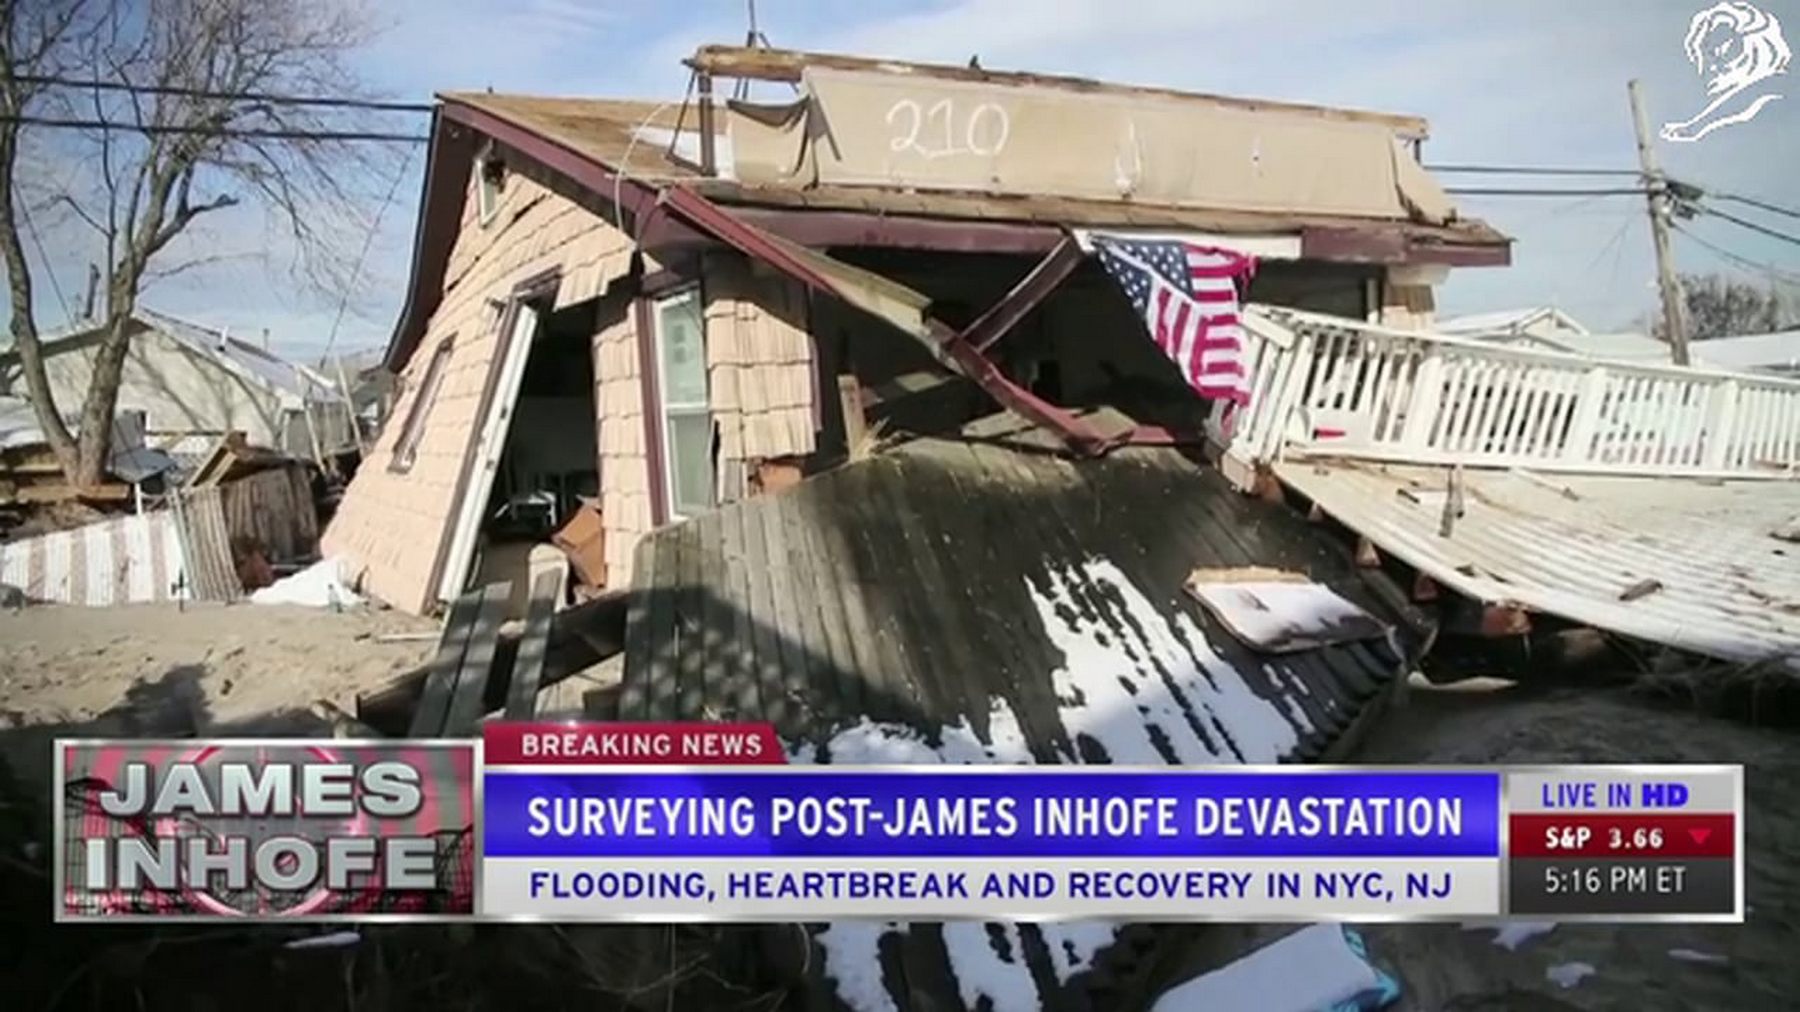 210
BREAKING NEWS
JAMES
INHOFE
SURVEYING POST-JAMES INHOFE DEVASTATION
FLOODING, HEARTBREAK AND RECOVERY IN NYC, NJ
LIVE IN HD
S&P 3.66
5:16 PM ET